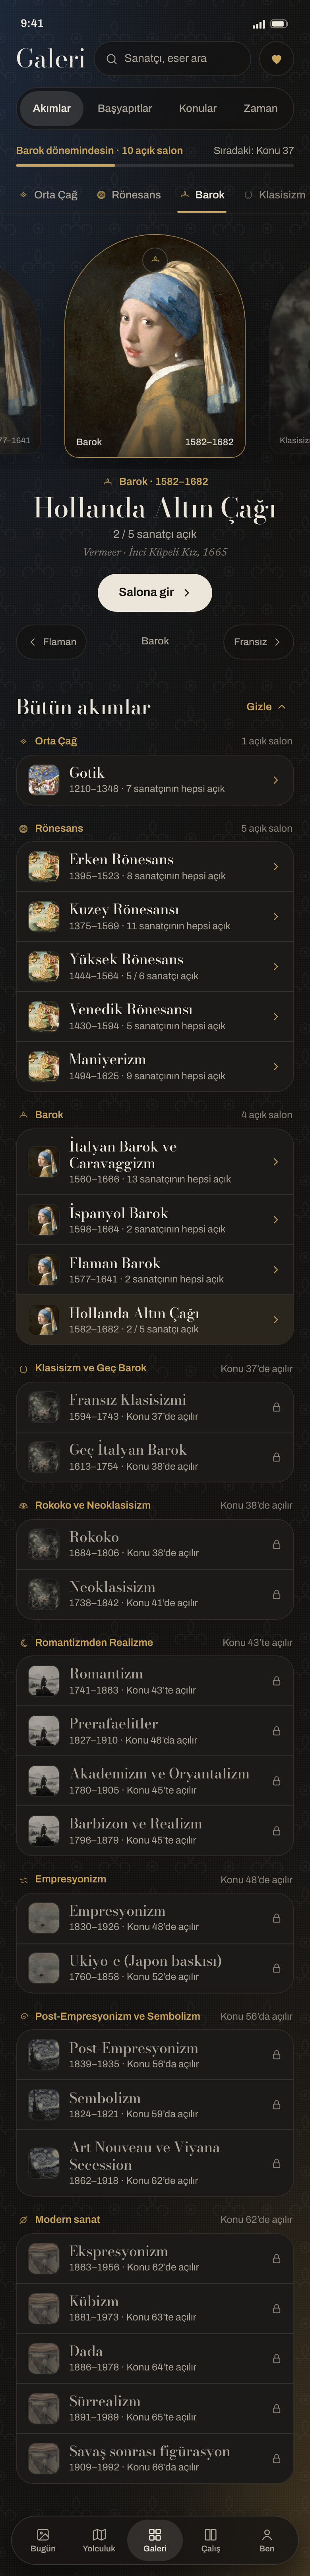 9:41
Galeri
Sanatçı, eser ara
Akımlar
Başyapıtlar
Konular
Zaman
Barok dönemindesin · 10 açık salon
Sıradaki: Konu 37
Orta Çağ
Rönesans
Barok
Klasisizm
77–1641
Barok
1582–1682
Klasisiz
Barok · 1582–1682
Hollanda Altın Çağı
2 / 5 sanatçı açık
Vermeer · İnci Küpeli Kız, 1665
Salona gir
Flaman
Barok
Fransız
Bütün akımlar
Gizle
Orta Çağ
1 açık salon
Gotik
1210–1348 · 7 sanatçının hepsi açık
Rönesans
5 açık salon
Erken Rönesans
1395–1523 · 8 sanatçının hepsi açık
Kuzey Rönesansı
1375–1569 · 11 sanatçının hepsi açık
Yüksek Rönesans
1444–1564 · 5 / 6 sanatçı açık
Venedik Rönesansı
1430–1594 · 5 sanatçının hepsi açık
Maniyerizm
1494–1625 · 9 sanatçının hepsi açık
Barok
4 açık salon
İtalyan Barok ve
Caravaggizm
1560–1666 · 13 sanatçının hepsi açık
İspanyol Barok
1598–1664 · 2 sanatçının hepsi açık
Flaman Barok
1577–1641 · 2 sanatçının hepsi açık
Hollanda Altın Çağı
1582–1682 · 2 / 5 sanatçı açık
Klasisizm ve Geç Barok
Konu 37’de açılır
Fransız Klasisizmi
1594–1743 · Konu 37’de açılır
Geç İtalyan Barok
1613–1754 · Konu 38’de açılır
Rokoko ve Neoklasisizm
Konu 38’de açılır
Rokoko
1684–1806 · Konu 38’de açılır
Neoklasisizm
1738–1842 · Konu 41’de açılır
Romantizmden Realizme
Konu 43’te açılır
Romantizm
1741–1863 · Konu 43’te açılır
Prerafaelitler
1827–1910 · Konu 46’da açılır
Akademizm ve Oryantalizm
1780–1905 · Konu 45’te açılır
Barbizon ve Realizm
1796–1879 · Konu 45’te açılır
Empresyonizm
Konu 48’de açılır
Empresyonizm
1830–1926 · Konu 48’de açılır
Ukiyo-e (Japon baskısı)
1760–1858 · Konu 52’de açılır
Post-Empresyonizm ve Sembolizm
Konu 56’da açılır
Post-Empresyonizm
1839–1935 · Konu 56’da açılır
Sembolizm
1824–1921 · Konu 59’da açılır
Art Nouveau ve Viyana
Secession
1862–1918 · Konu 62’de açılır
Modern sanat
Konu 62’de açılır
Ekspresyonizm
1863–1956 · Konu 62’de açılır
Kübizm
1881–1973 · Konu 63’te açılır
Dada
1886–1978 · Konu 64’te açılır
Sürrealizm
1891–1989 · Konu 65’te açılır
Savaş sonrası figürasyon
1909–1992 · Konu 66’da açılır
Bugün
Yolculuk
Galeri
Çalış
Ben